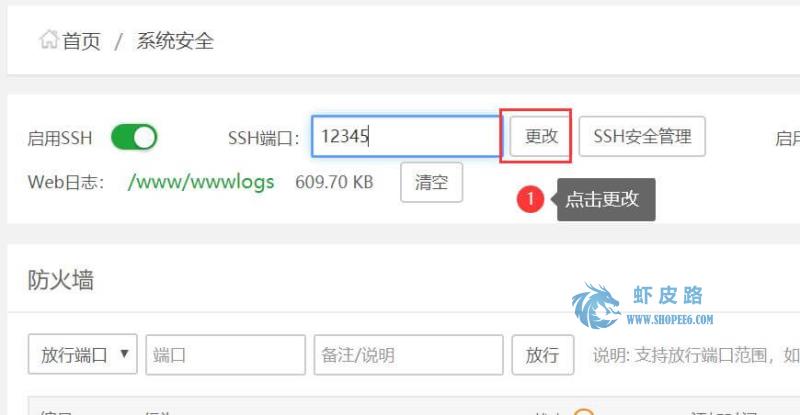 首页 / 系统安全
启用SSH SSH端口: 12345 更改 SSH安全管理 启用
Web日志: /www/wwwlogs 609.70 KB 清空 1 点击更改
防火墙
虾皮路
WWW.SHOPEE6.COM
放行端口 端口 备注/说明 放行 说明: 支持放行端口范围，如